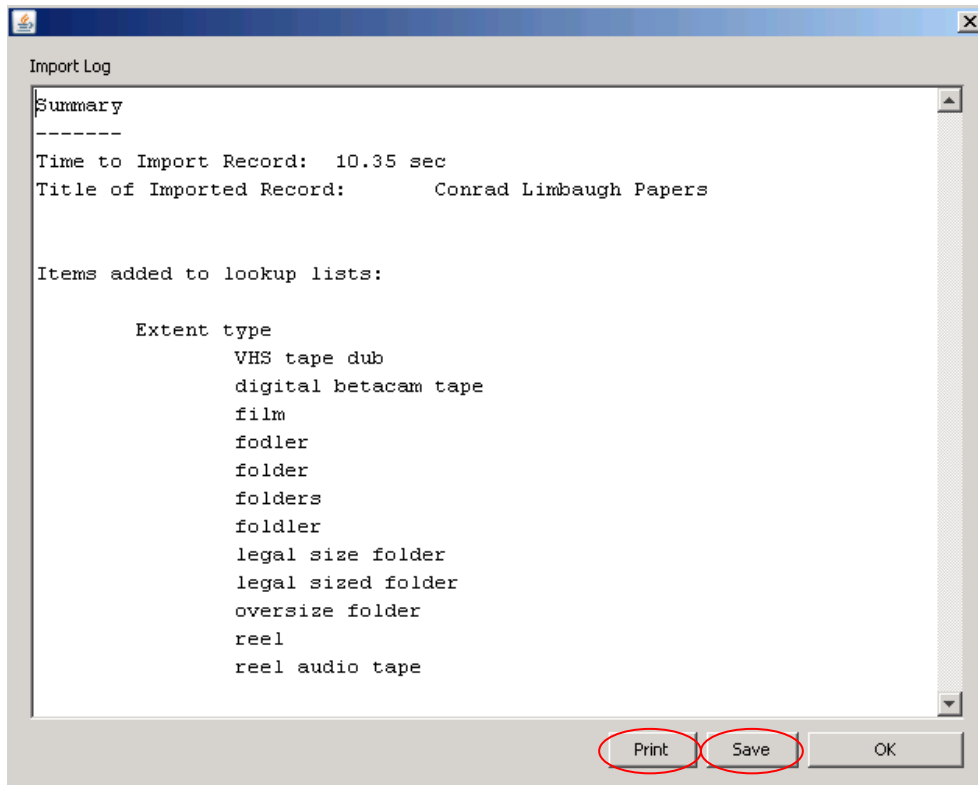 Import Log
Summary
-------
Time to Import Record:  10.35 sec
Title of Imported Record:       Conrad Limbaugh Papers
Items added to lookup lists:
Extent type
VHS tape dub
digital betacam tape
film
fodler
folder
folders
foldler
legal size folder
legal sized folder
oversize folder
reel
reel audio tape
Print Save OK